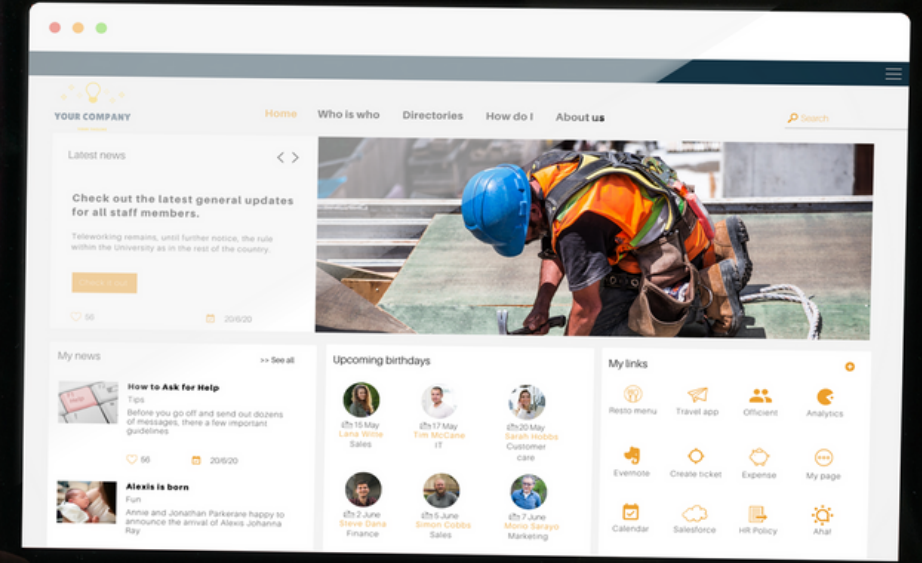 YOUR COMPANY
Home
Who is who
Directories
How do I
About us
Search
Latest news
Check out the latest general updates
for all staff members.
Teleworking remains, until further notice, the rule
within the University as in the rest of the country.
Check it out
56
20/6/20
My news
>> See all
How to Ask for Help
Tips
Before you go off and send out dozens
of messages, there a few important
guidelines
56
20/6/20
Alexis is born
Fun
Annie and Jonathan Parkerare happy to
announce the arrival of Alexis Johanna
Ray
Upcoming birthdays
15 May
Lana Wine
Sales
17 May
Tim McCane
IT
20 May
Sarah Hobbs
Customer
care
2 June
Steve Dana
Finance
5 June
Simon Cobbs
Sales
7 June
Mono Sarayo
Marketing
My links
Resto menu
Travel app
Officient
Analytics
Evernote
Create ticket
Expense
My page
Calendar
Salesforce
HR Policy
Aha!